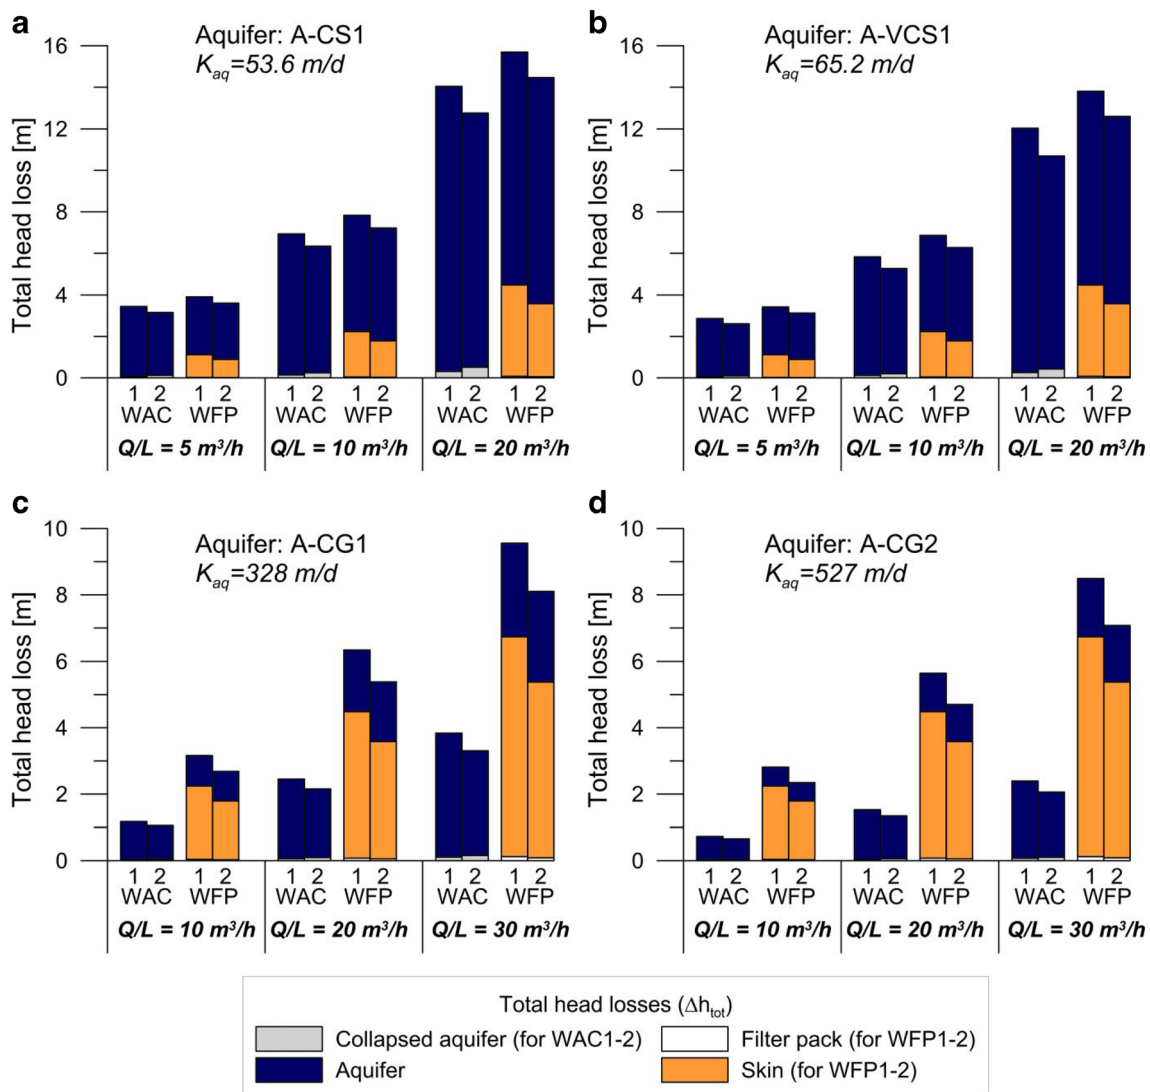 a
Aquifer: A-CS1
K_aq=53.6 m/d
Total head loss [m]
16
12
8
4
0
1 2 1 2 1 2 1 2 1 2 1 2
WAC WFP WAC WFP WAC WFP
Q/L = 5 m³/h Q/L = 10 m³/h Q/L = 20 m³/h
b
Aquifer: A-VCS1
K_aq=65.2 m/d
Total head loss [m]
16
12
8
4
0
1 2 1 2 1 2 1 2 1 2 1 2
WAC WFP WAC WFP WAC WFP
Q/L = 5 m³/h Q/L = 10 m³/h Q/L = 20 m³/h
c
Aquifer: A-CG1
K_aq=328 m/d
Total head loss [m]
10
8
6
4
2
0
1 2 1 2 1 2 1 2 1 2 1 2
WAC WFP WAC WFP WAC WFP
Q/L = 10 m³/h Q/L = 20 m³/h Q/L = 30 m³/h
d
Aquifer: A-CG2
K_aq=527 m/d
Total head loss [m]
10
8
6
4
2
0
1 2 1 2 1 2 1 2 1 2 1 2
WAC WFP WAC WFP WAC WFP
Q/L = 10 m³/h Q/L = 20 m³/h Q/L = 30 m³/h
Total head losses (Δh_tot)
Collapsed aquifer (for WAC1-2)
Filter pack (for WFP1-2)
Aquifer
Skin (for WFP1-2)